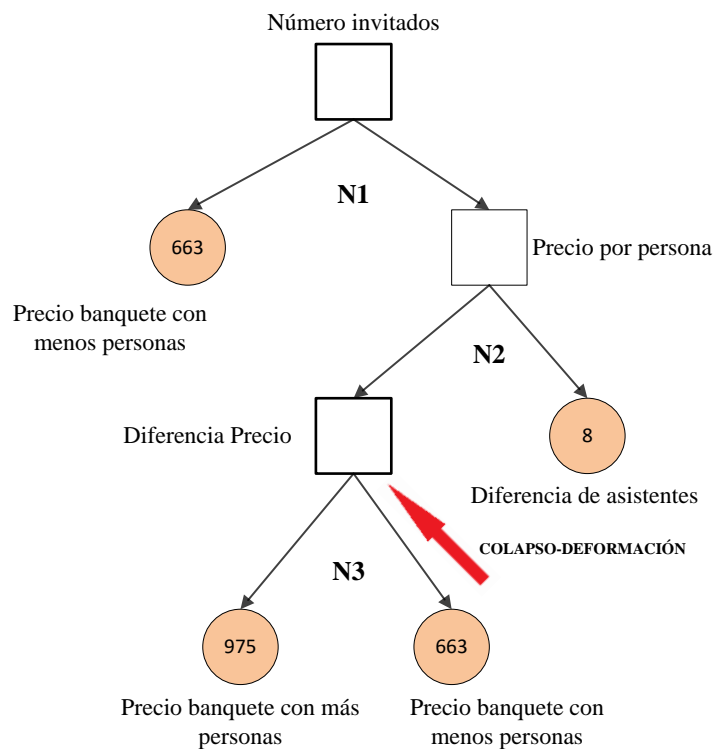 Número invitados
N1
663
Precio por persona
Precio banquete con
menos personas
N2
Diferencia Precio
8
Diferencia de asistentes
COLAPSO-DEFORMACIÓN
N3
975
663
Precio banquete con más
personas
Precio banquete con
menos personas